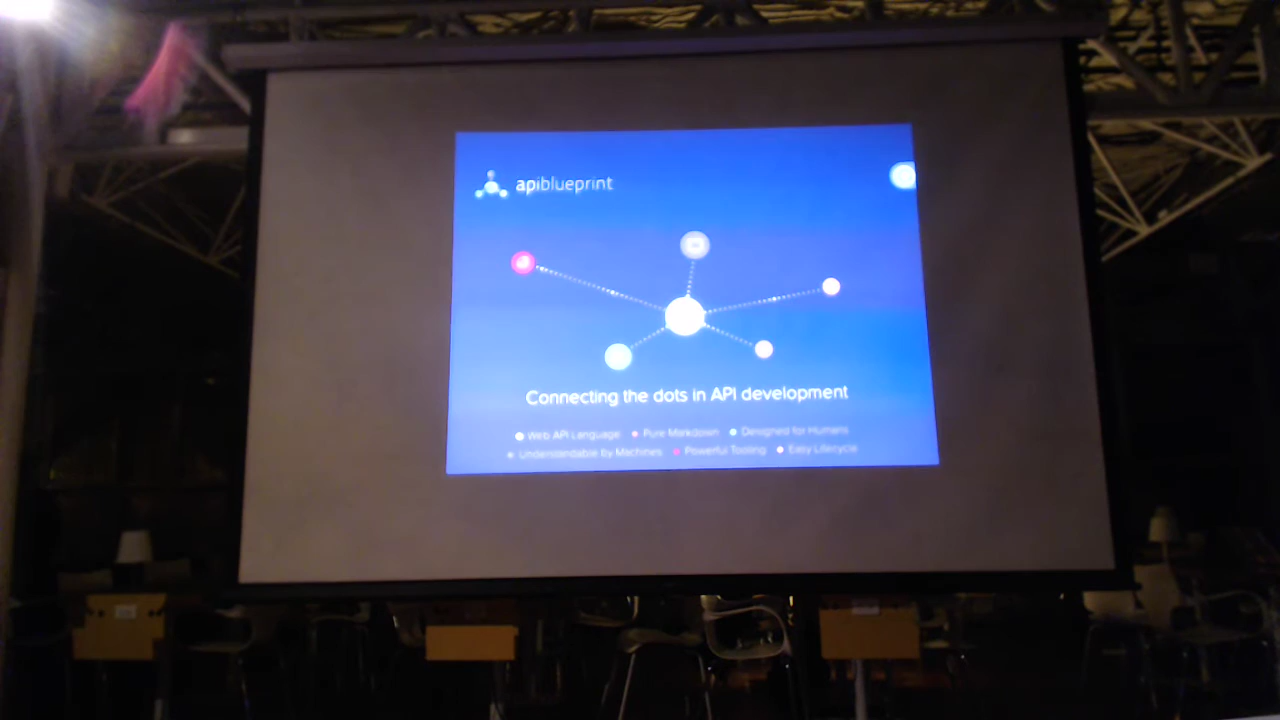 apiblueprint
Connecting the dots in API development
Web API Language Pure Markdown Designed for Humans
Understandable by Machines Powerful Tooling Easy Lifecycle